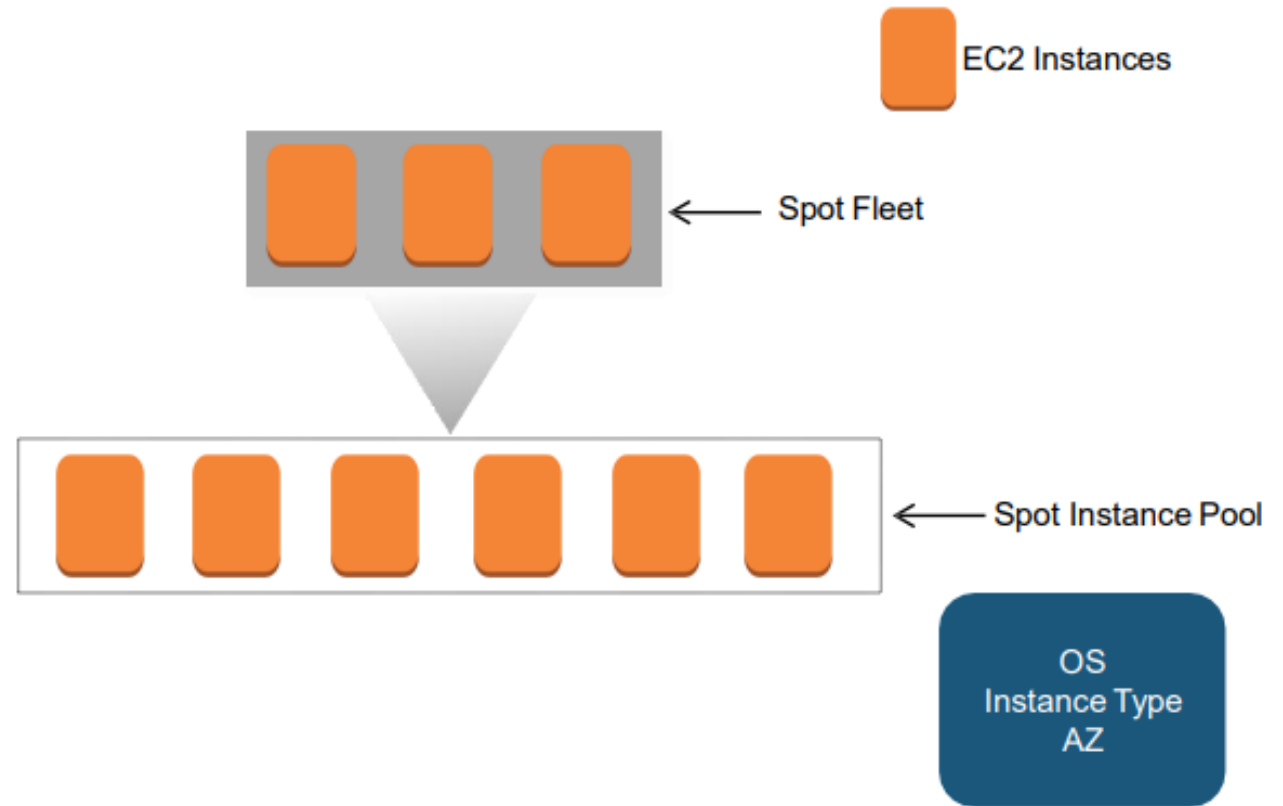 EC2 Instances
Spot Fleet
Spot Instance Pool
OS
Instance Type
AZ